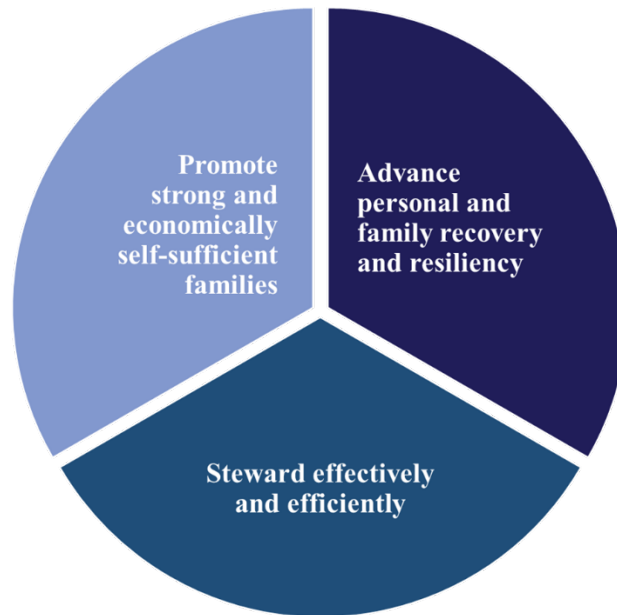 Promote
strong and
economically
self-sufficient
families
Advance
personal and
family recovery
and resiliency
Steward effectively
and efficiently